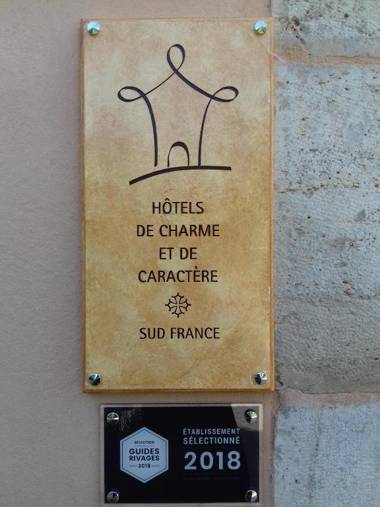 HÔTELS
DE CHARME
ET DE
CARACTÈRE
SUD FRANCE
SÉLECTION
GUIDES
RIVAGES
2018
ÉTABLISSEMENT
SÉLECTIONNÉ
2018